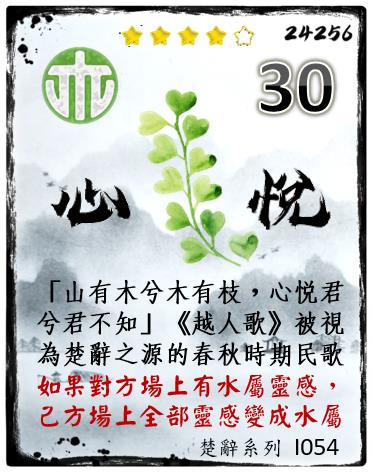 24256
木
30
心 悅
「山有木兮木有枝，心悅君
兮君不知」《越人歌》被視
為楚辭之源的春秋時期民歌
如果對方場上有水屬靈感，
己方場上全部靈感變成水屬
楚辭系列 I054